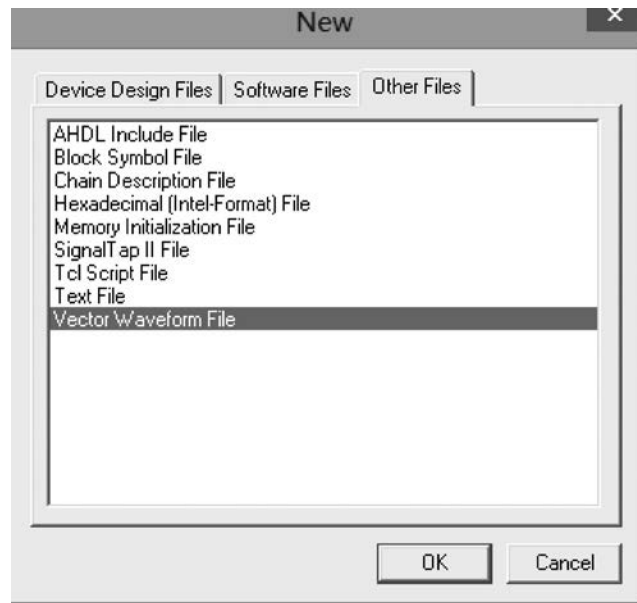 New
Device Design Files Software Files Other Files
AHDL Include File
Block Symbol File
Chain Description File
Hexadecimal (Intel-Format) File
Memory Initialization File
SignalTap II File
Tcl Script File
Text File
Vector Waveform File
OK Cancel